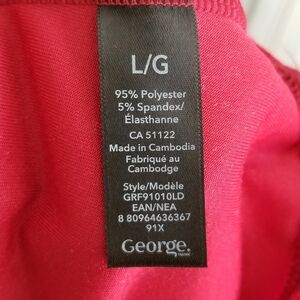 L/G
95% Polyester
5% Spandex/
Élasthanne
CA 51122
Made in Cambodia
Fabriqué au
Cambodge
Style/Modèle
GRF91010LD
EAN/NEA
8 80964636367
91X
George.